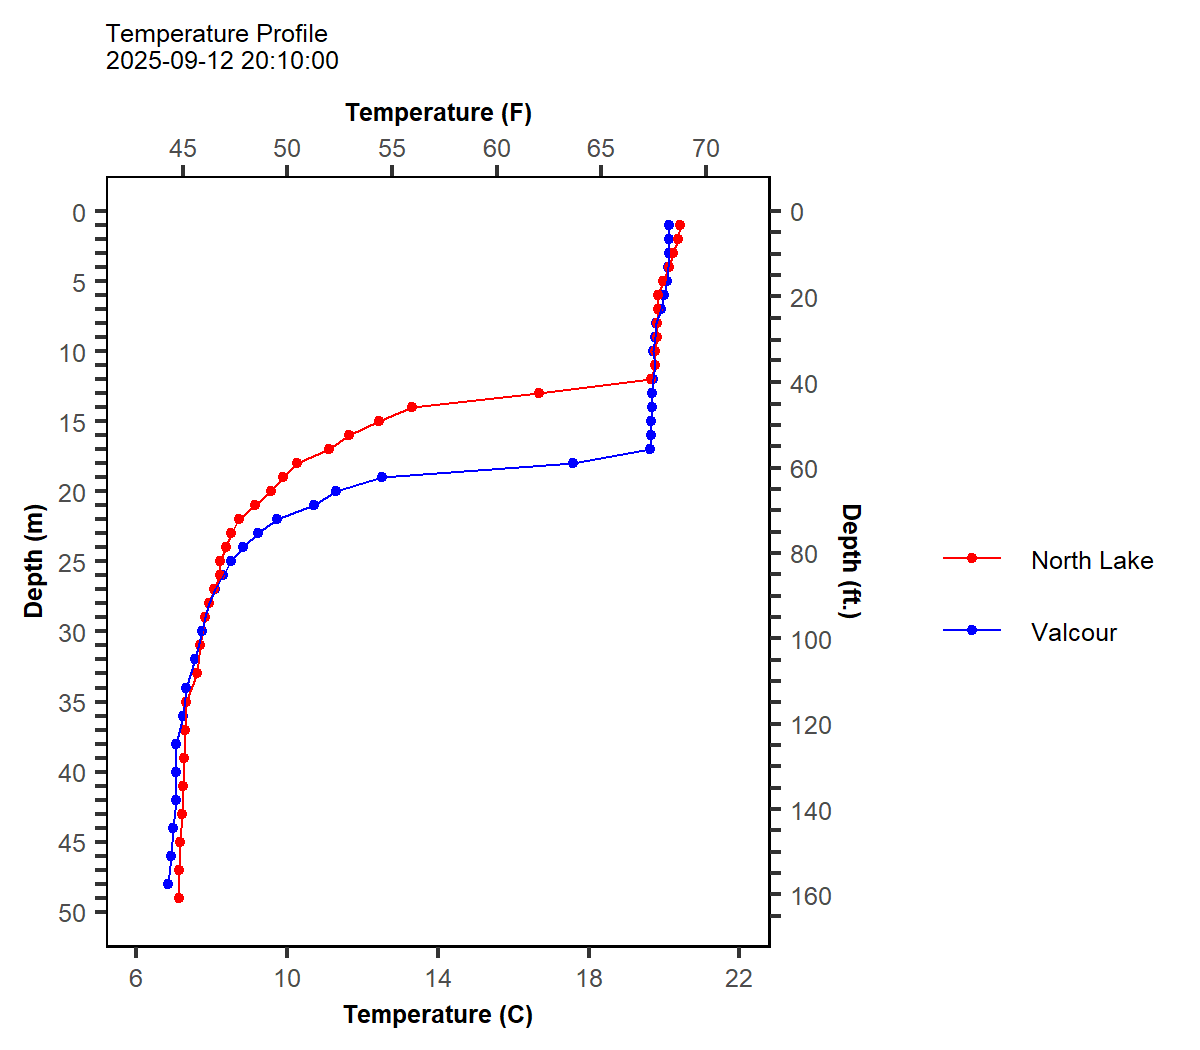 Temperature Profile
2025-09-12 20:10:00
Temperature (F)
45 50 55 60 65 70
0 0
5
20
10
40
15
60
20
80
25
30
100
35
120
40
140
45
160
50
Depth (m)
Depth (ft.)
North Lake
Valcour
6 10 14 18 22
Temperature (C)